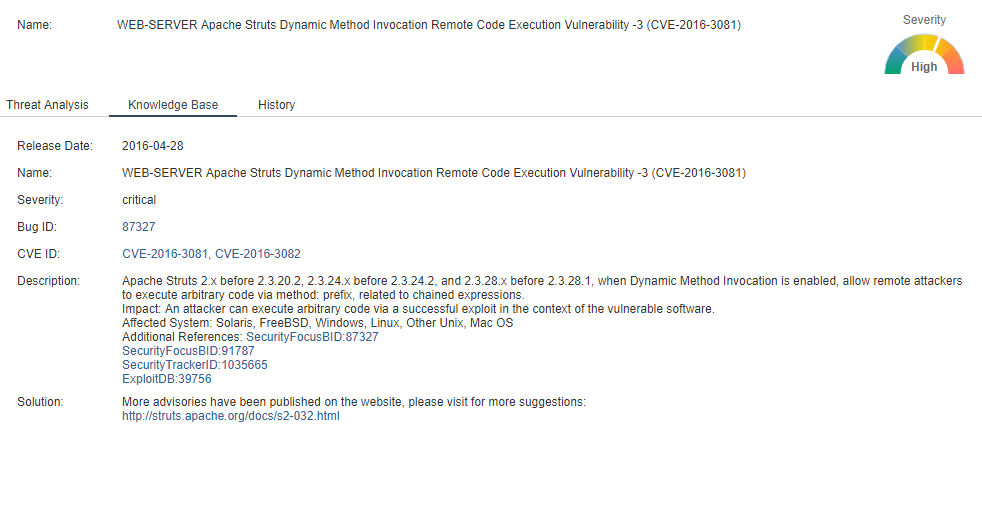 Name: WEB-SERVER Apache Struts Dynamic Method Invocation Remote Code Execution Vulnerability -3 (CVE-2016-3081)
Severity
High
Threat Analysis Knowledge Base History
Release Date: 2016-04-28
Name: WEB-SERVER Apache Struts Dynamic Method Invocation Remote Code Execution Vulnerability -3 (CVE-2016-3081)
Severity: critical
Bug ID: 87327
CVE ID: CVE-2016-3081, CVE-2016-3082
Description: Apache Struts 2.x before 2.3.20.2, 2.3.24.x before 2.3.24.2, and 2.3.28.x before 2.3.28.1, when Dynamic Method Invocation is enabled, allow remote attackers
to execute arbitrary code via method: prefix, related to chained expressions.
Impact: An attacker can execute arbitrary code via a successful exploit in the context of the vulnerable software.
Affected System: Solaris, FreeBSD, Windows, Linux, Other Unix, Mac OS
Additional References: SecurityFocusBID:87327
SecurityFocusBID:91787
SecurityTrackerID:1035665
ExploitDB:39756
Solution: More advisories have been published on the website, please visit for more suggestions:
http://struts.apache.org/docs/s2-032.html